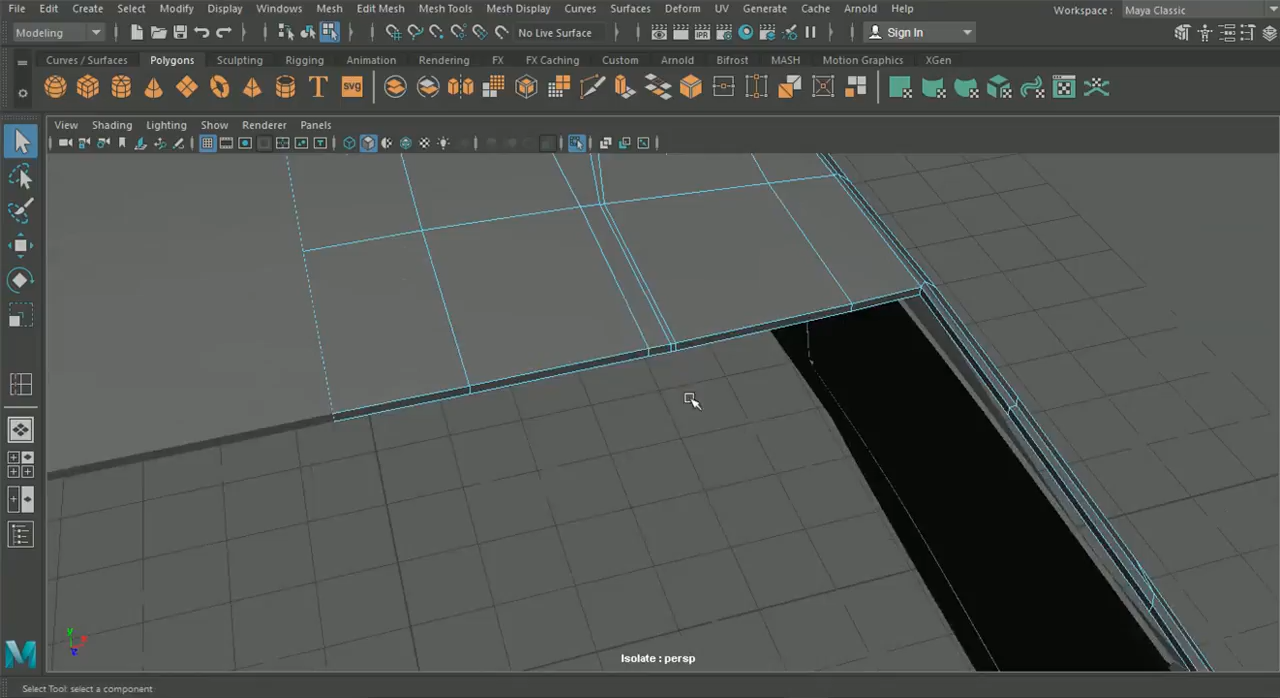 File Edit Create Select Modify Display Windows Mesh Edit Mesh Mesh Tools Mesh Display Curves Surfaces Deform UV Generate Cache Arnold Help Workspace : Maya Classic
Modeling No Live Surface IPR Sign In
Curves / Surfaces Polygons Sculpting Rigging Animation Rendering FX FX Caching Custom Arnold Bifrost MASH Motion Graphics XGen
T SVG
View Shading Lighting Show Renderer Panels
Isolate : persp
Select Tool: select a component